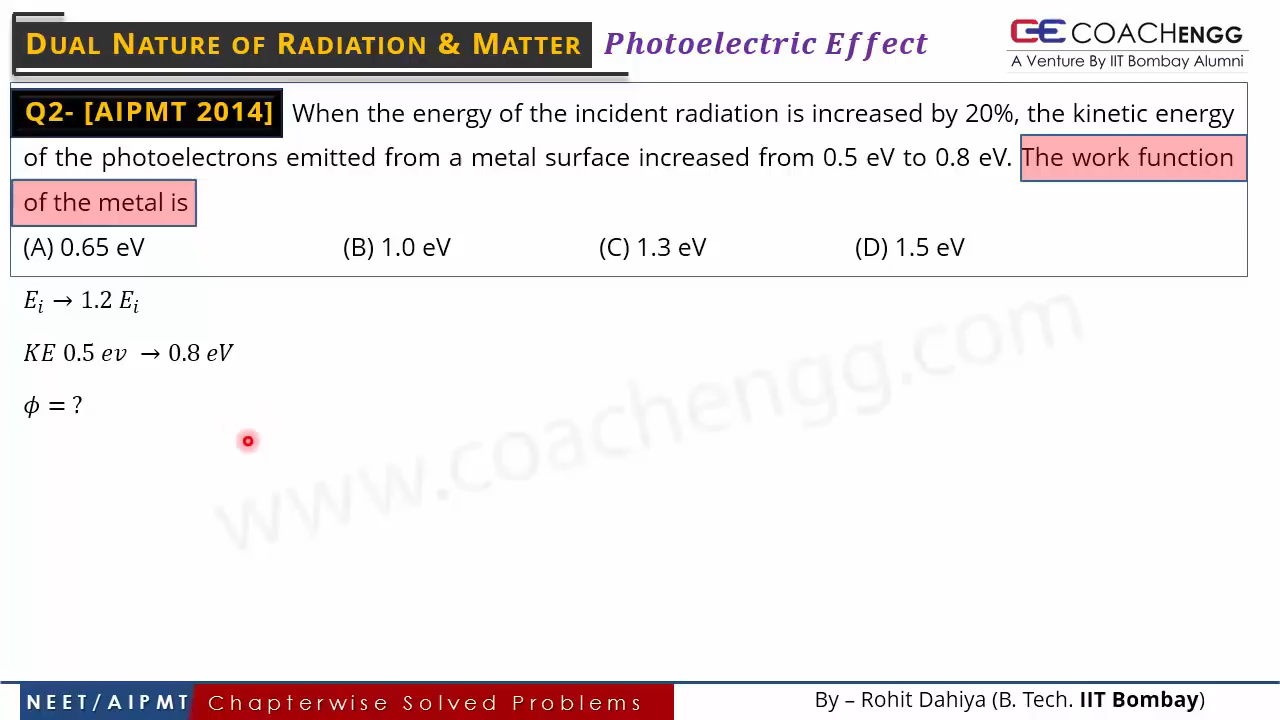 DUAL NATURE OF RADIATION & MATTER
Photoelectric Effect
CE COACHENGG
A Venture By IIT Bombay Alumni
Q2- [AIPMT 2014] When the energy of the incident radiation is increased by 20%, the kinetic energy
of the photoelectrons emitted from a metal surface increased from 0.5 eV to 0.8 eV. The work function
of the metal is
(A) 0.65 eV (B) 1.0 eV (C) 1.3 eV (D) 1.5 eV
E_i → 1.2 E_i
KE 0.5 ev → 0.8 eV
ϕ = ?
www.coachengg.com
NEET/AIPMT Chapterwise Solved Problems
By – Rohit Dahiya (B. Tech. IIT Bombay)